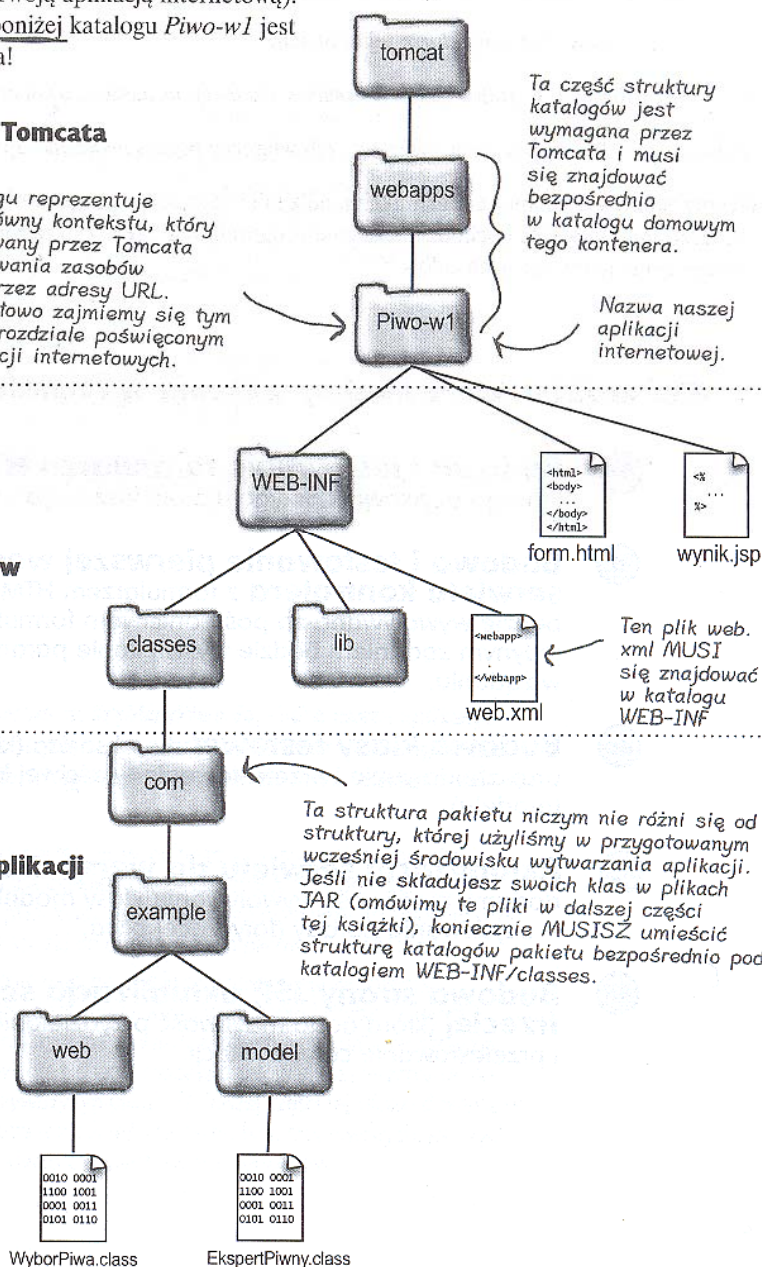 woją aplikacją internetową).
poniżej katalogu Piwo-w1 jest
a!
tomcat
Ta część struktury
katalogów jest
wymagana przez
Tomcata i musi
się znajdować
bezpośrednio
w katalogu domowym
tego kontenera.
Tomcata
webapps
gu reprezentuje
ówny kontekstu, który
wany przez Tomcata
wania zasobów
rzez adresy URL.
towo zajmiemy się tym
rozdziale poświęconym
cji internetowych.
Piwo-w1
Nazwa naszej
aplikacji
internetowej.
WEB-INF
<html>
<body>
...
</body>
</html>
form.html
<%
...
%>
wynik.jsp
w
classes
lib
<webapp>
.
</webapp>
web.xml
Ten plik web.
xml MUSI
się znajdować
w katalogu
WEB-INF
com
Ta struktura pakietu niczym nie różni się od
struktury, której użyliśmy w przygotowanym
wcześniej środowisku wytwarzania aplikacji.
Jeśli nie składujesz swoich klas w plikach
JAR (omówimy te pliki w dalszej części
tej książki), koniecznie MUSISZ umieścić
strukturę katalogów pakietu bezpośrednio pod
katalogiem WEB-INF/classes.
plikacji
example
web
model
0010 0001
1100 1001
0001 0011
0101 0110
WyborPiwa.class
0010 0001
1100 1001
0001 0011
0101 0110
EkspertPiwny.class